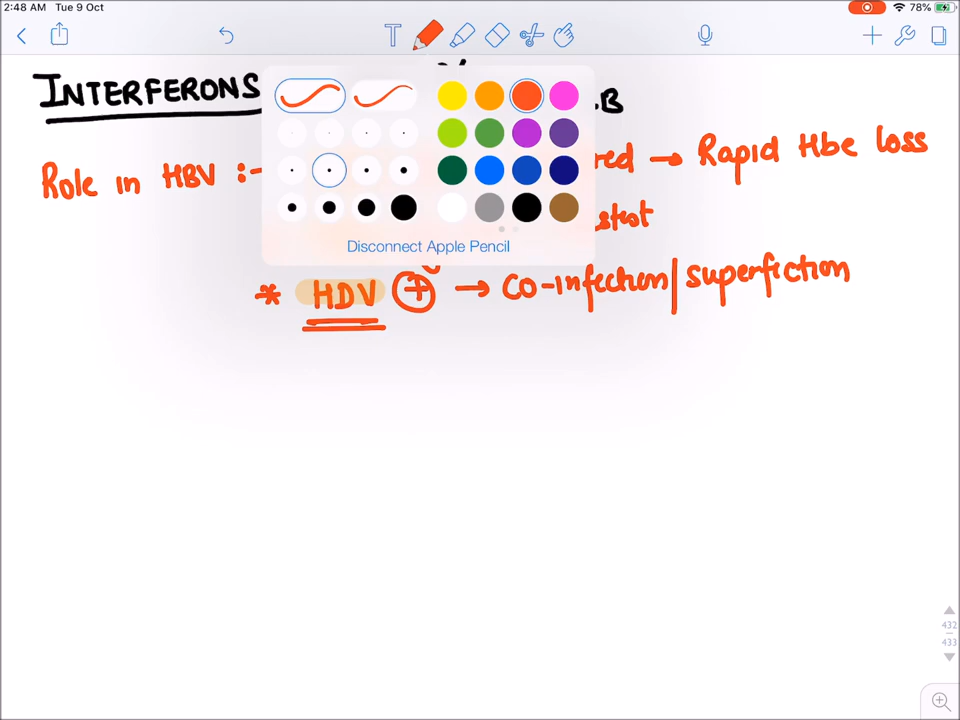 2:48 AM Tue 9 Oct 78%
INTERFERONS B
Role in HBV :- red → Rapid Hbe loss
* HDV + → Co-infection/superfiction
Disconnect Apple Pencil
432
433